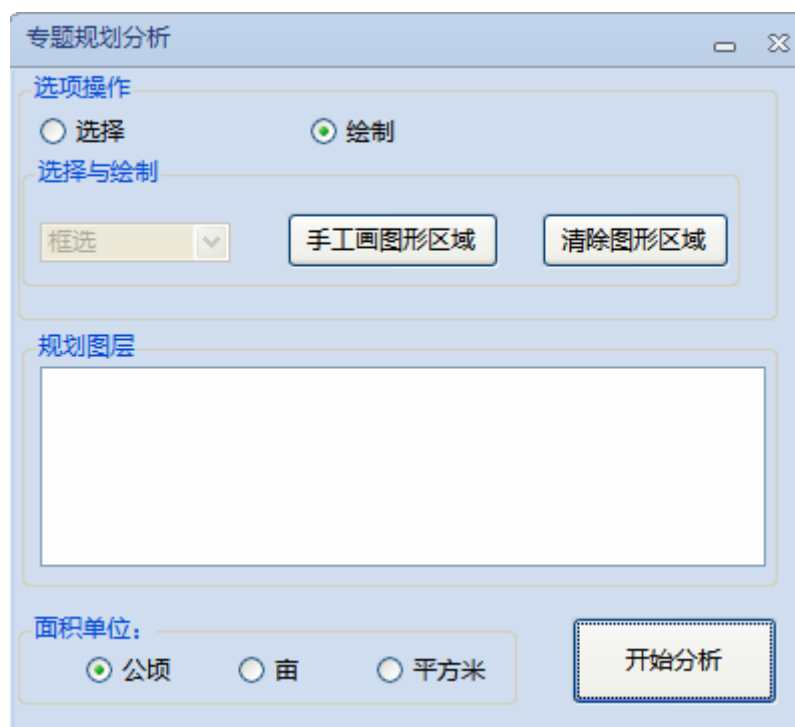 专题规划分析
选项操作
选择 绘制
选择与绘制
框选 手工画图形区域 清除图形区域
规划图层
面积单位：
公顷 亩 平方米 开始分析